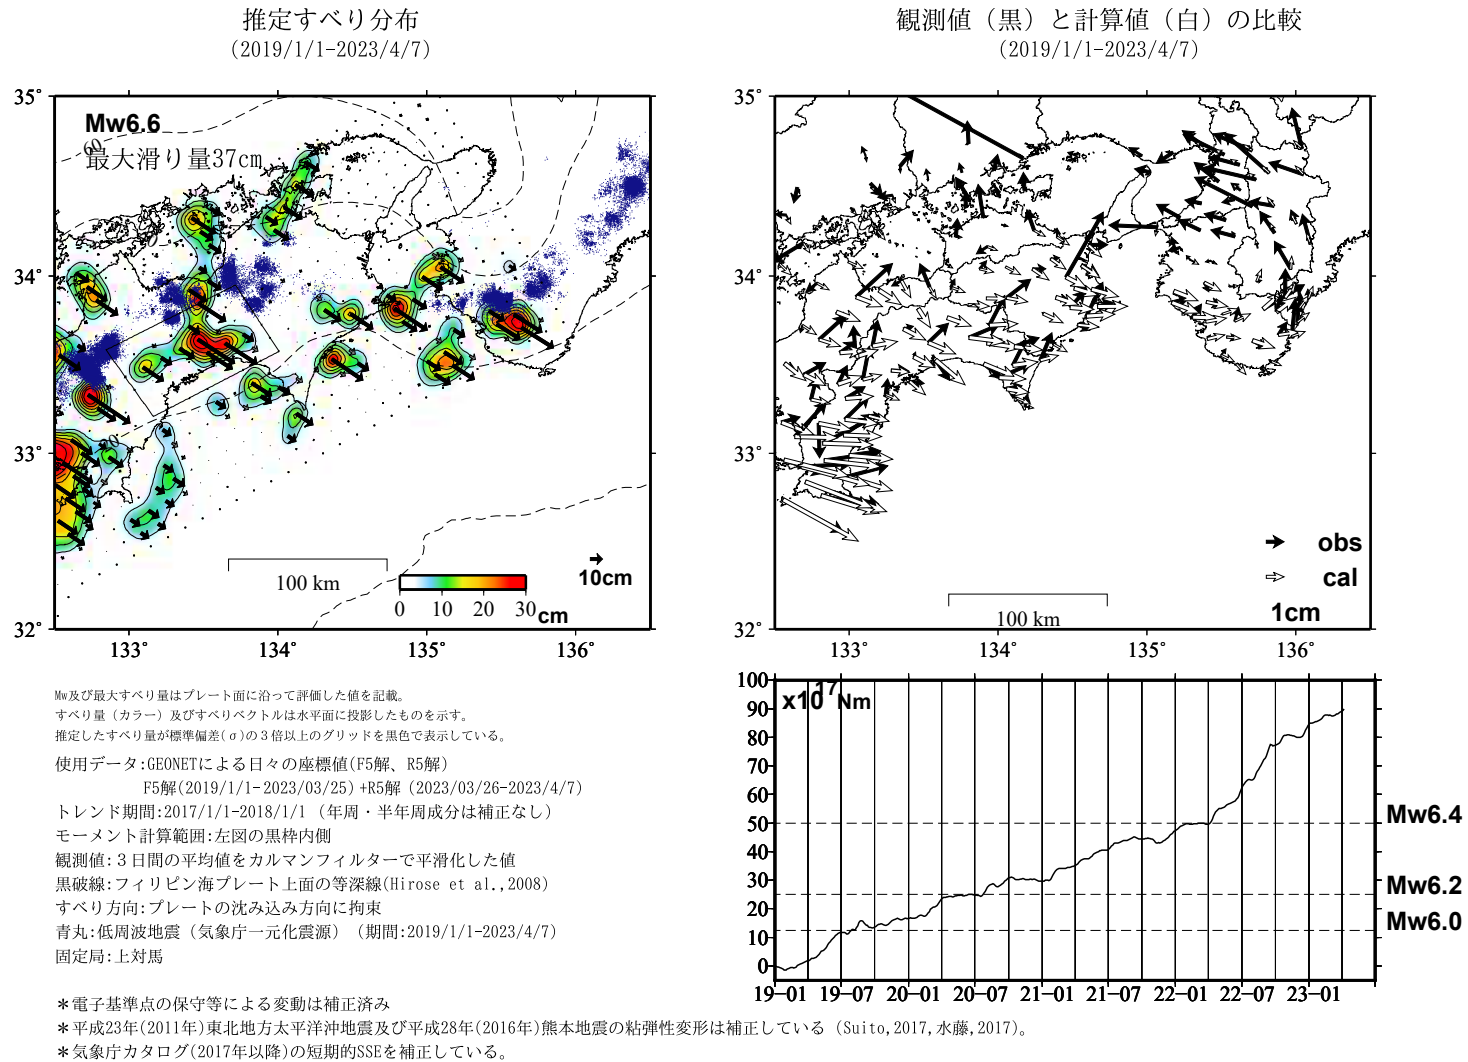 推定すべり分布
(2019/1/1-2023/4/7)
35°
34°
33°
32°
133°
134°
135°
136°
Mw6.6
60
最大滑り量37cm
100 km
0 10 20 30 cm
10cm
観測値（黒）と計算値（白）の比較
(2019/1/1-2023/4/7)
35°
34°
33°
32°
133°
134°
135°
136°
obs
cal
1cm
100 km
Mw及び最大すべり量はプレート面に沿って評価した値を記載。
すべり量（カラー）及びすべりベクトルは水平面に投影したものを示す。
推定したすべり量が標準偏差(σ)の３倍以上のグリッドを黒色で表示している。
使用データ:GEONETによる日々の座標値(F5解、R5解)
F5解(2019/1/1-2023/03/25)+R5解(2023/03/26-2023/4/7)
トレンド期間:2017/1/1-2018/1/1（年周・半年周成分は補正なし）
モーメント計算範囲:左図の黒枠内側
観測値:３日間の平均値をカルマンフィルターで平滑化した値
黒破線:フィリピン海プレート上面の等深線(Hirose et al.,2008)
すべり方向:プレートの沈み込み方向に拘束
青丸:低周波地震（気象庁一元化震源）（期間:2019/1/1-2023/4/7)
固定局:上対馬
x10^17 Nm
100
90
80
70
60
50
40
30
20
10
0
19-01 19-07 20-01 20-07 21-01 21-07 22-01 22-07 23-01
Mw6.4
Mw6.2
Mw6.0
＊電子基準点の保守等による変動は補正済み
＊平成23年(2011年)東北地方太平洋沖地震及び平成28年(2016年)熊本地震の粘弾性変形は補正している（Suito,2017,水藤,2017)。
＊気象庁カタログ(2017年以降)の短期的SSEを補正している。